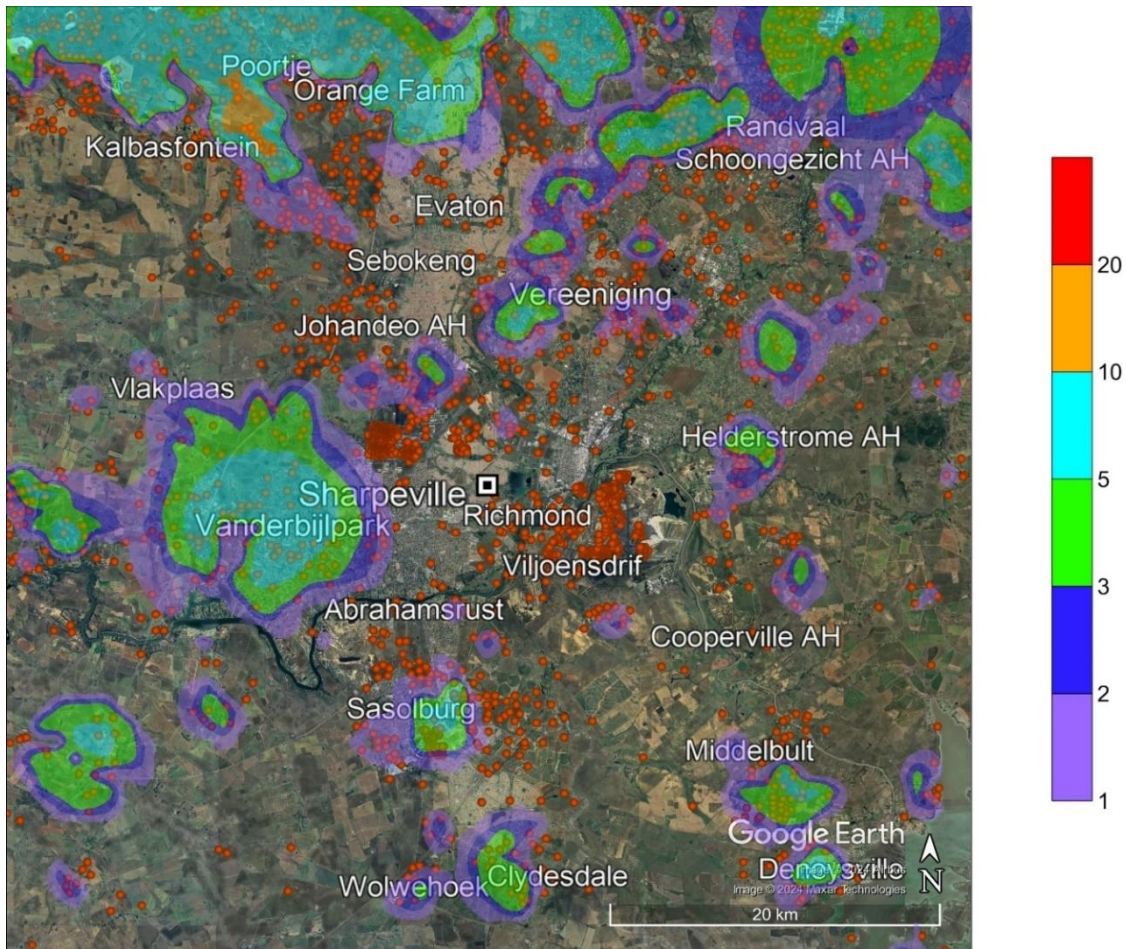 Poortje
Orange Farm
Kalbasfontein
Randvaal
Schoongezicht AH
Evaton
Sebokeng
Vereeniging
Johandeo AH
Vlakplaas
Helderstrome AH
Sharpeville
Richmond
Vanderbijlpark
Viljoensdrif
Abrahamsrust
Cooperville AH
Sasolburg
Middelbult
Google Earth
Deneysville
Image © 2024 Maxar Technologies
Clydesdale
Wolwehoek
N
20 km
20
10
5
3
2
1